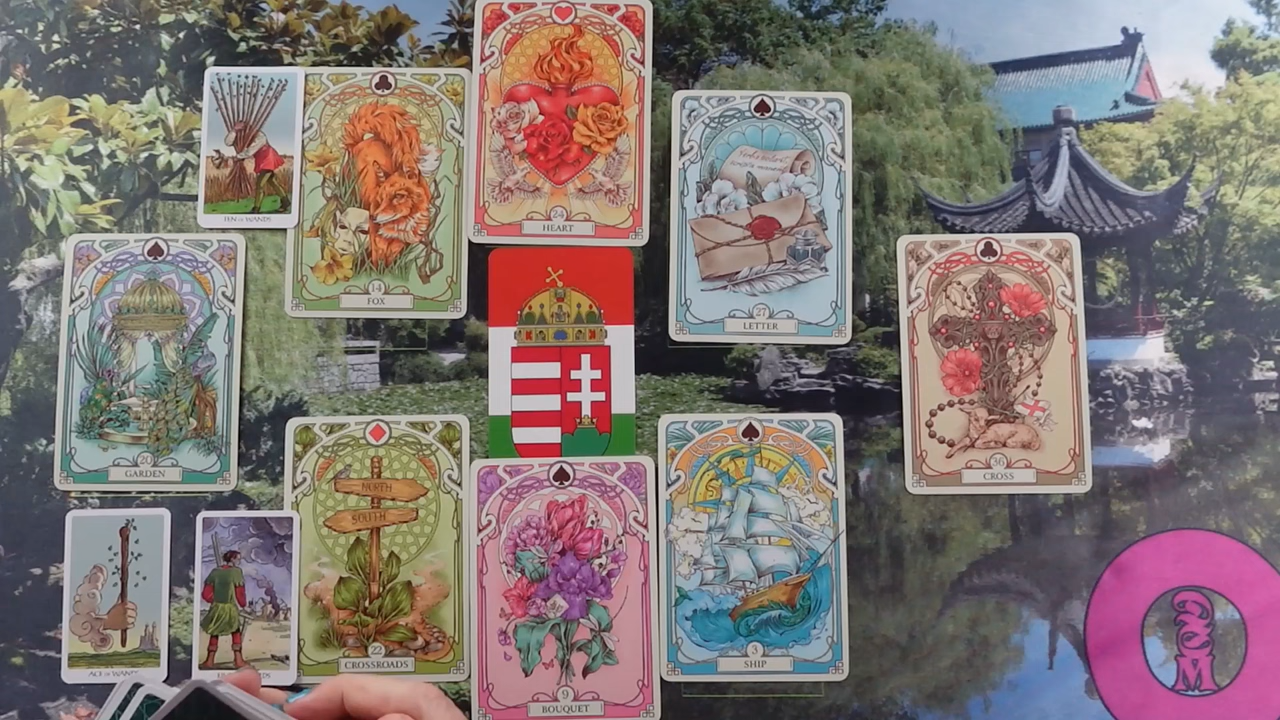 24
HEART
TEN OF WANDS
14
FOX
27
LETTER
20
GARDEN
36
CROSS
ACE OF WANDS
NORTH
SOUTH
22
CROSSROADS
9
BOUQUET
3
SHIP